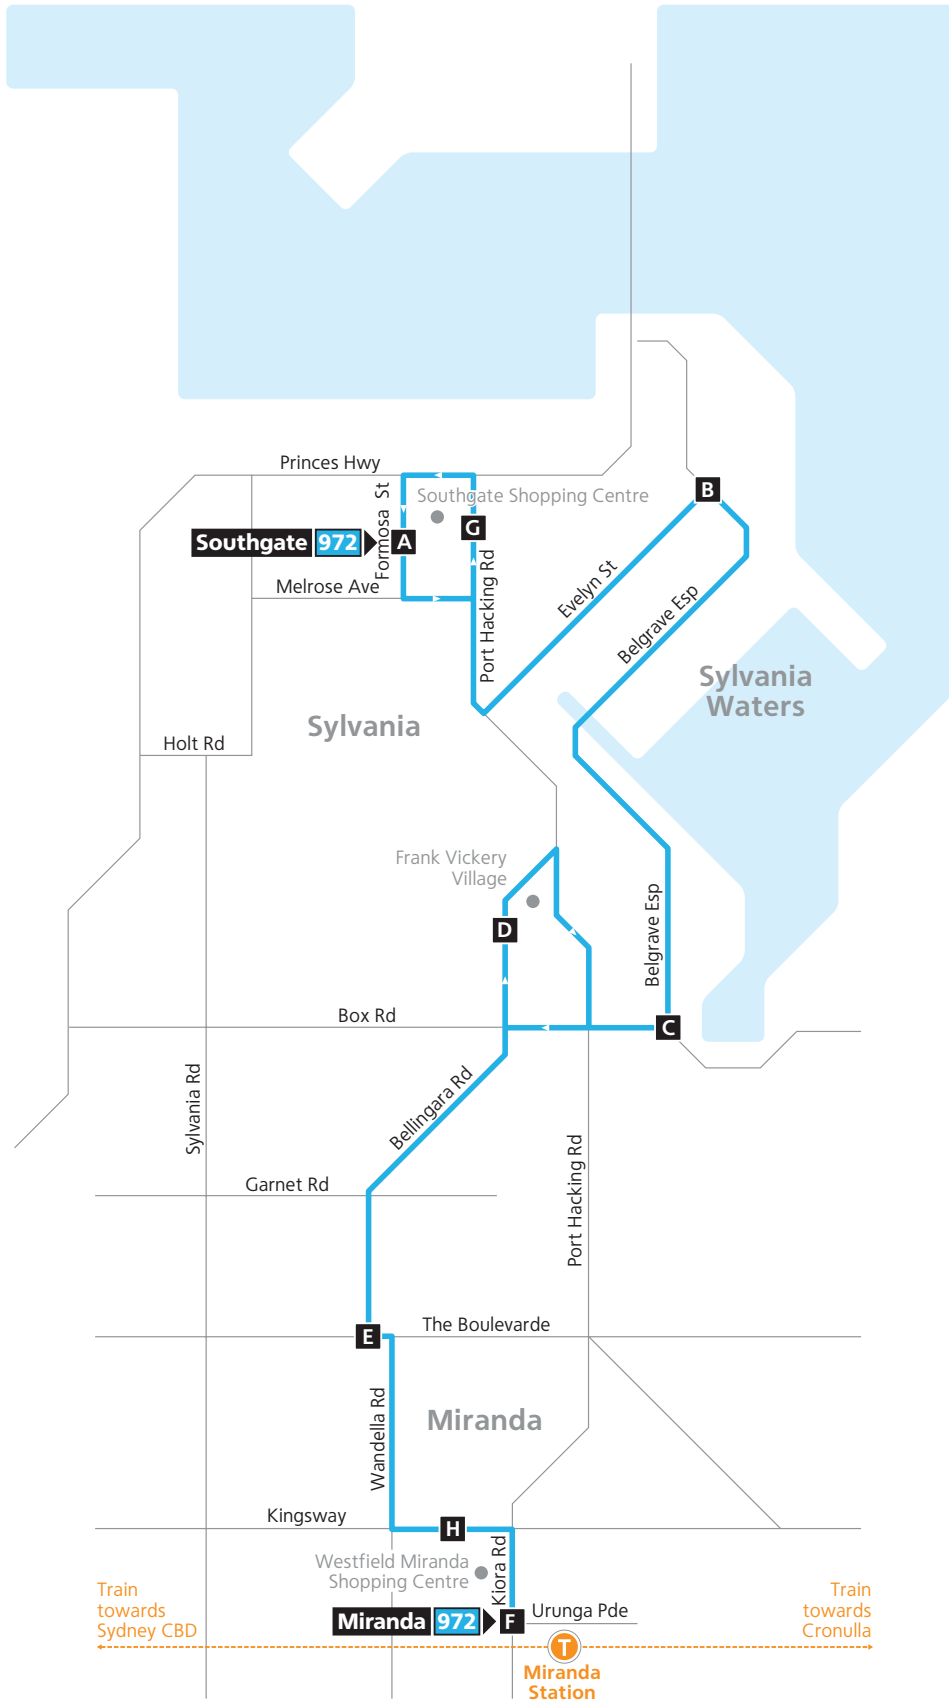 Princes Hwy
Formosa St
Southgate Shopping Centre
B
G
Southgate 972
A
Melrose Ave
Port Hacking Rd
Evelyn St
Belgrave Esp
Sylvania
Waters
Sylvania
Holt Rd
Frank Vickery
Village
D
Belgrave Esp
Box Rd
C
Sylvania Rd
Bellingara Rd
Port Hacking Rd
Garnet Rd
E
The Boulevarde
Wandella Rd
Miranda
Kingsway
H
Westfield Miranda
Shopping Centre
Kiora Rd
Train
towards
Sydney CBD
Miranda 972
F
Urunga Pde
Train
towards
Cronulla
T
Miranda
Station